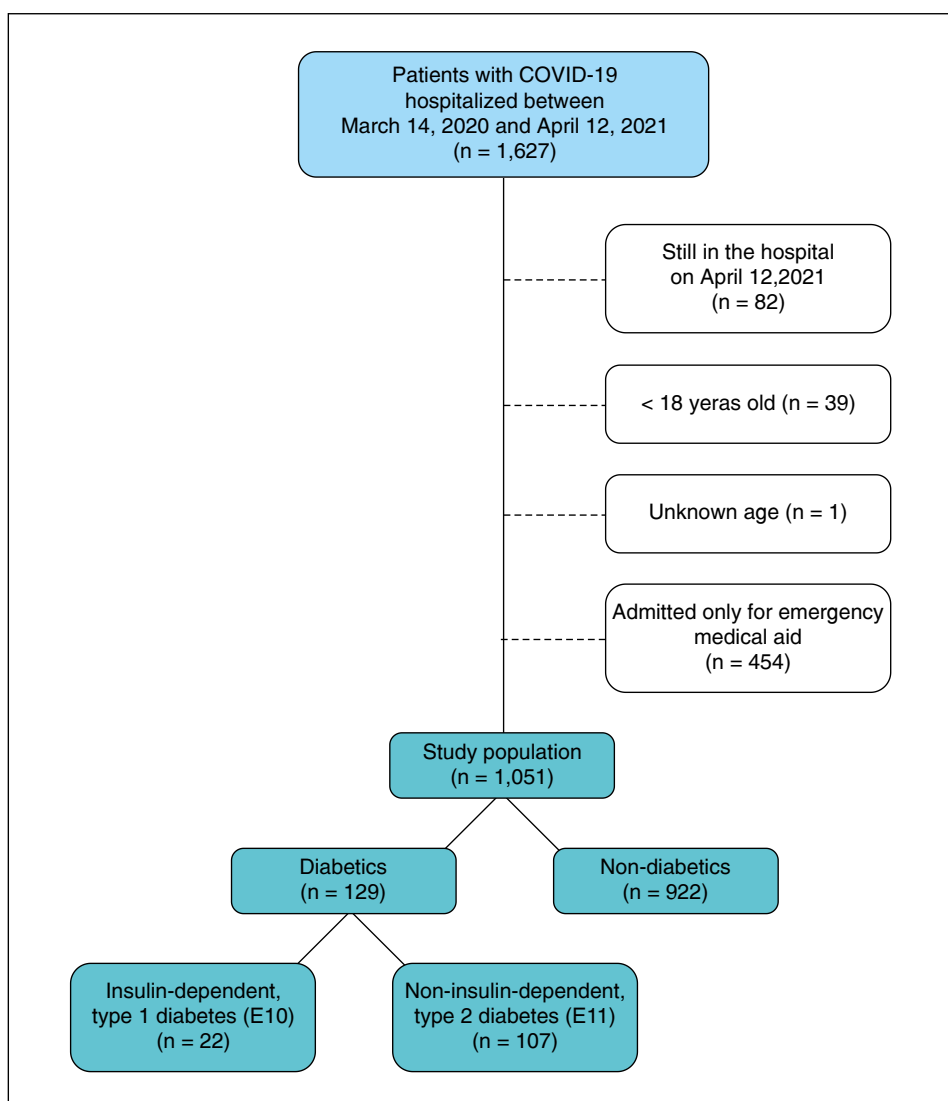 Patients with COVID-19
hospitalized between
March 14, 2020 and April 12, 2021
(n = 1,627)
Still in the hospital
on April 12,2021
(n = 82)
< 18 yeras old (n = 39)
Unknown age (n = 1)
Admitted only for emergency
medical aid
(n = 454)
Study population
(n = 1,051)
Diabetics
(n = 129)
Non-diabetics
(n = 922)
Insulin-dependent,
type 1 diabetes (E10)
(n = 22)
Non-insulin-dependent,
type 2 diabetes (E11)
(n = 107)